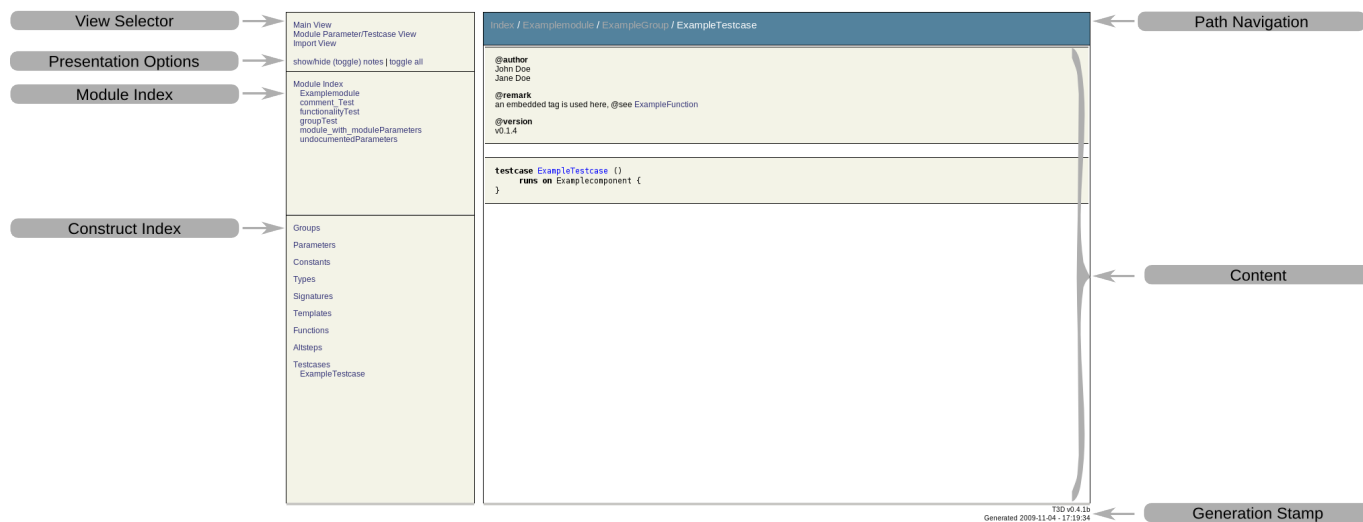 View Selector
Presentation Options
Module Index
Construct Index
Main View
Module Parameter/Testcase View
Import View
show/hide (toggle) notes | toggle all
Module Index
Examplemodule
comment_Test
functionalityTest
groupTest
module_with_moduleParameters
undocumentedParameters
Groups
Parameters
Constants
Types
Signatures
Templates
Functions
Altsteps
Testcases
ExampleTestcase
Index / Examplemodule / ExampleGroup / ExampleTestcase
@author
John Doe
Jane Doe
@remark
an embedded tag is used here, @see ExampleFunction
@version
v0.1.4
testcase ExampleTestcase ()
runs on Examplecomponent {
}
T3D v0.4.1b
Generated 2009-11-04 - 17:19:34
Path Navigation
Content
Generation Stamp